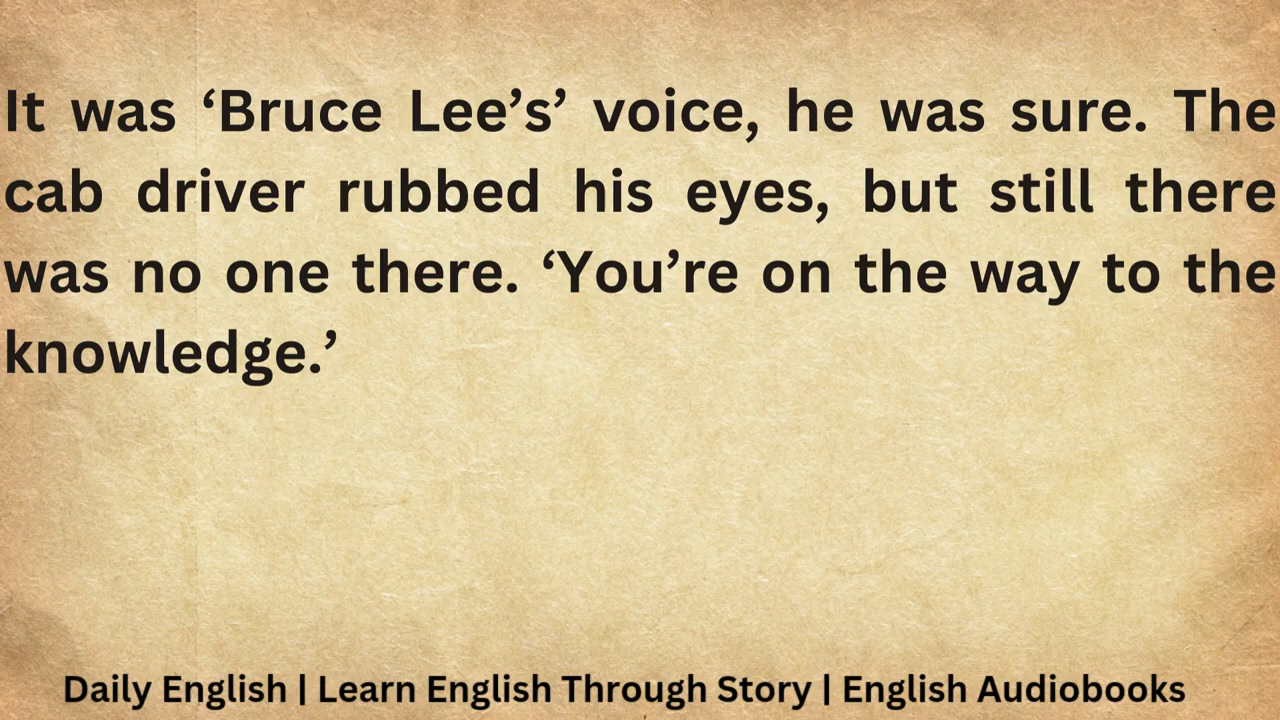 It was ‘Bruce Lee’s’ voice, he was sure. The
cab driver rubbed his eyes, but still there
was no one there. ‘You’re on the way to the
knowledge.’
Daily English | Learn English Through Story | English Audiobooks